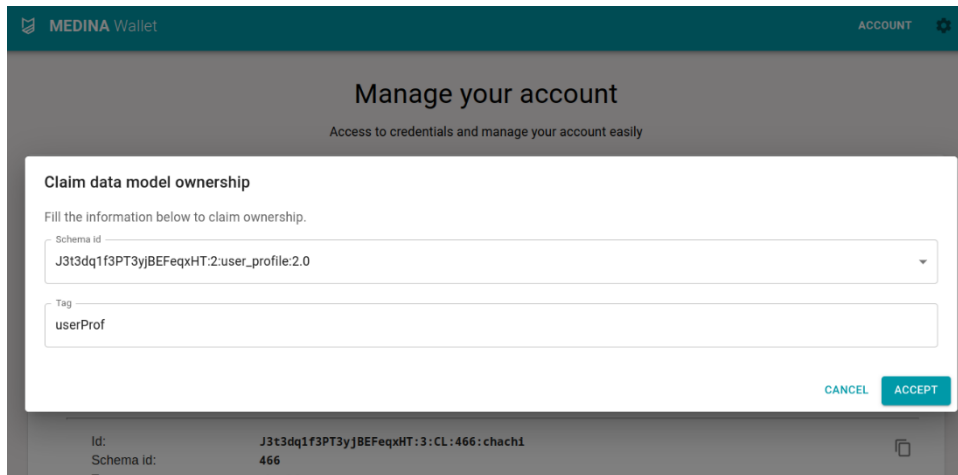 MEDINA Wallet
ACCOUNT
Manage your account
Access to credentials and manage your account easily
Claim data model ownership
Fill the information below to claim ownership.
Schema id
J3t3dq1f3PT3yjBEFeqxHT:2:user_profile:2.0
Tag
userProf
CANCEL
ACCEPT
Id: J3t3dq1f3PT3yjBEFeqxHT:3:CL:466:chachi
Schema id: 466